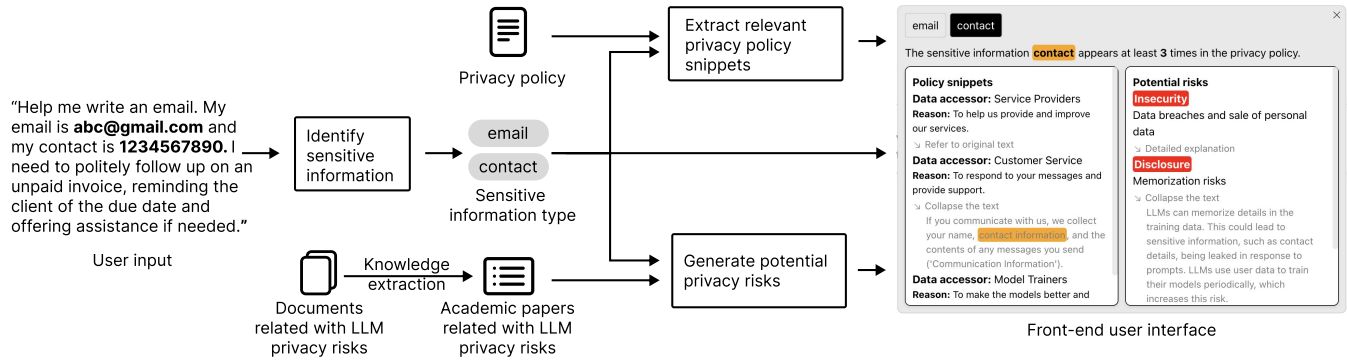 “Help me write an email. My
email is abc@gmail.com and
my contact is 1234567890. I
need to politely follow up on an
unpaid invoice, reminding the
client of the due date and
offering assistance if needed.”
User input
Identify
sensitive
information
Privacy policy
email
contact
Sensitive
information type
Documents
related with LLM
privacy risks
Knowledge
extraction
Academic papers
related with LLM
privacy risks
Extract relevant
privacy policy
snippets
Generate potential
privacy risks
email
contact
The sensitive information contact appears at least 3 times in the privacy policy.
Policy snippets
Data accessor: Service Providers
Reason: To help us provide and improve
our services.
Refer to original text
Data accessor: Customer Service
Reason: To respond to your messages and
provide support.
Collapse the text
If you communicate with us, we collect
your name, contact information, and the
contents of any messages you send
('Communication Information').
Data accessor: Model Trainers
Reason: To make the models better and
Potential risks
Insecurity
Data breaches and sale of personal
data
Detailed explanation
Disclosure
Memorization risks
Collapse the text
LLMs can memorize details in the
training data. This could lead to
sensitive information, such as contact
details, being leaked in response to
prompts. LLMs use user data to train
their models periodically, which
increases this risk.
Front-end user interface